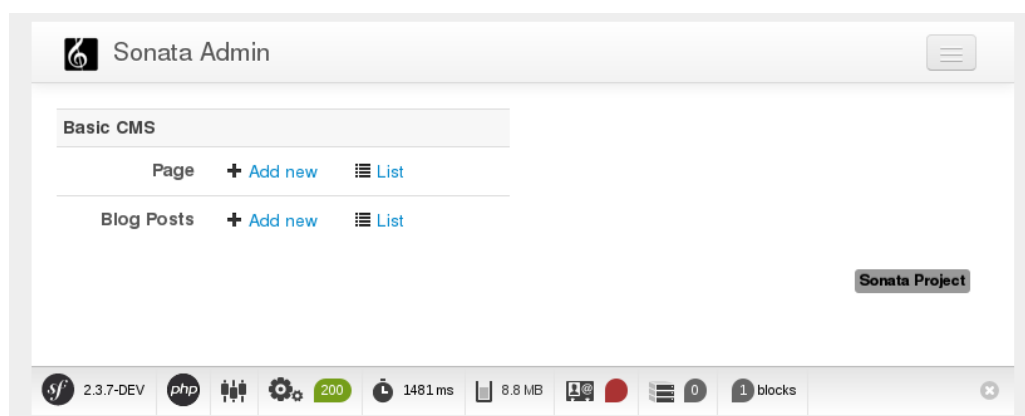 Sonata Admin
Basic CMS
Page Add new List
Blog Posts Add new List
Sonata Project
sf 2.3.7-DEV php 200 1481 ms 8.8 MB 0 1 blocks